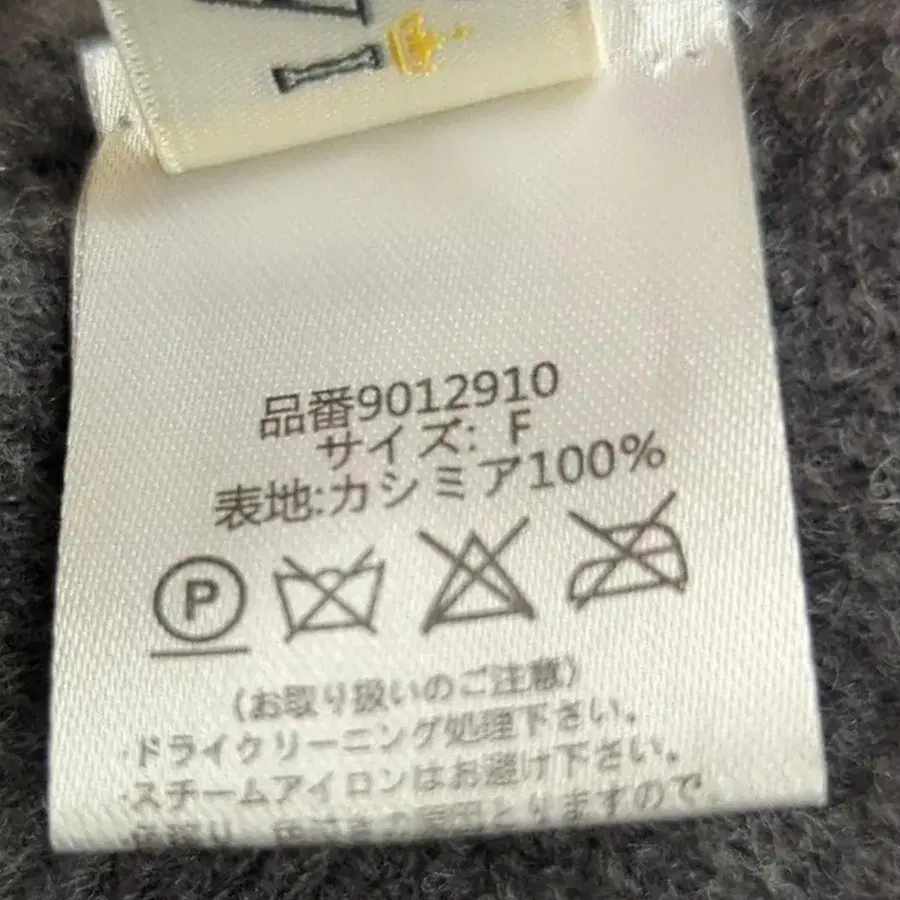 品番9012910
サイズ: F
表地:カシミア100%
P
(お取り扱いのご注意)
·ドライクリーニング処理下さい。
·スチームアイロンはお避け下さい。